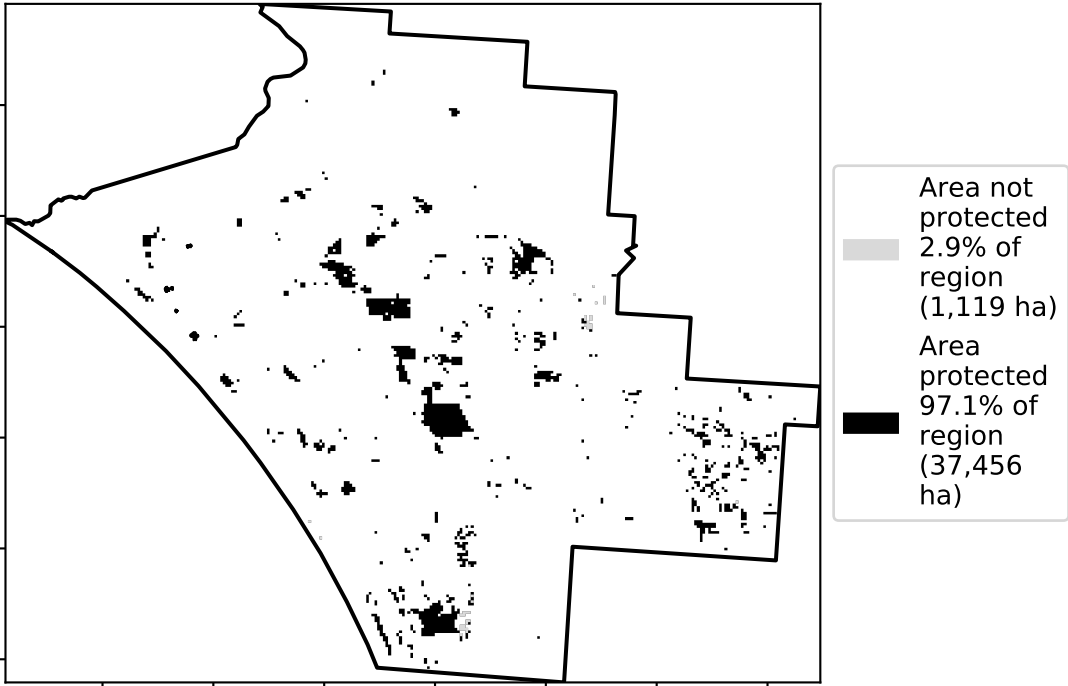 Area not
protected
2.9% of
region
(1,119 ha)
Area
protected
97.1% of
region
(37,456
ha)